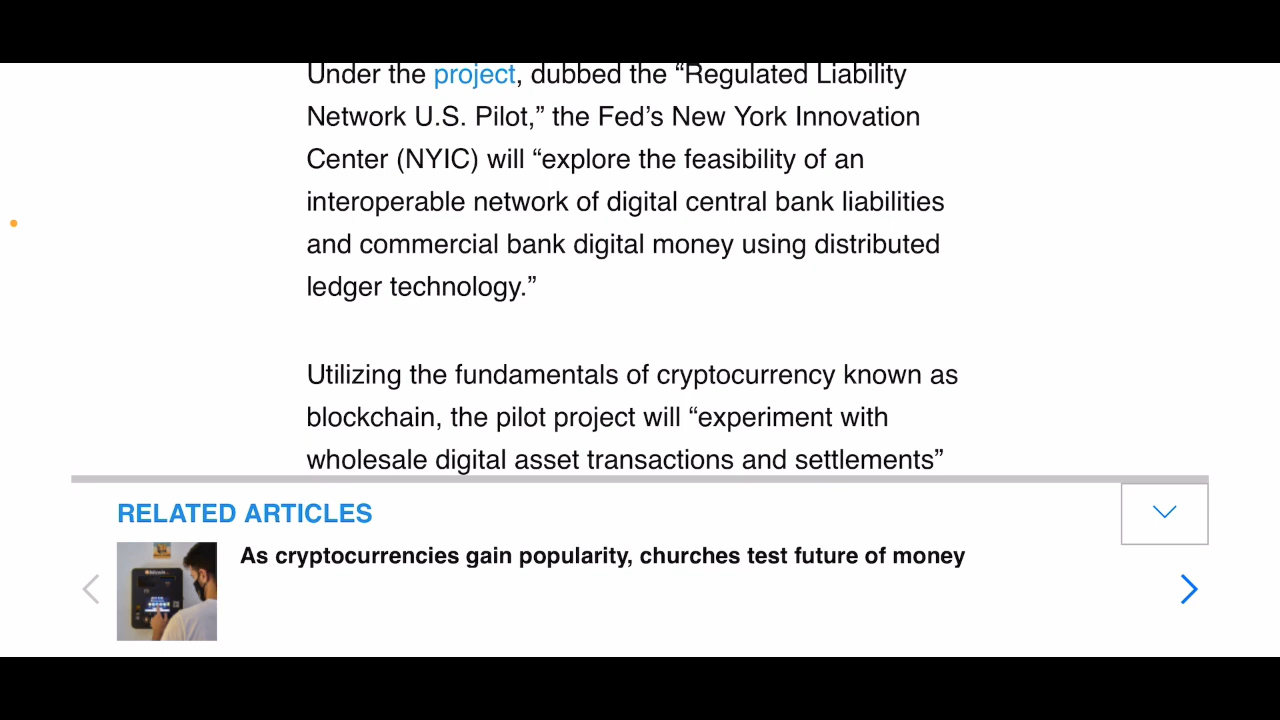 Under the project, dubbed the “Regulated Liability
Network U.S. Pilot,” the Fed’s New York Innovation
Center (NYIC) will “explore the feasibility of an
interoperable network of digital central bank liabilities
and commercial bank digital money using distributed
ledger technology.”
Utilizing the fundamentals of cryptocurrency known as
blockchain, the pilot project will “experiment with
wholesale digital asset transactions and settlements”
RELATED ARTICLES
As cryptocurrencies gain popularity, churches test future of money